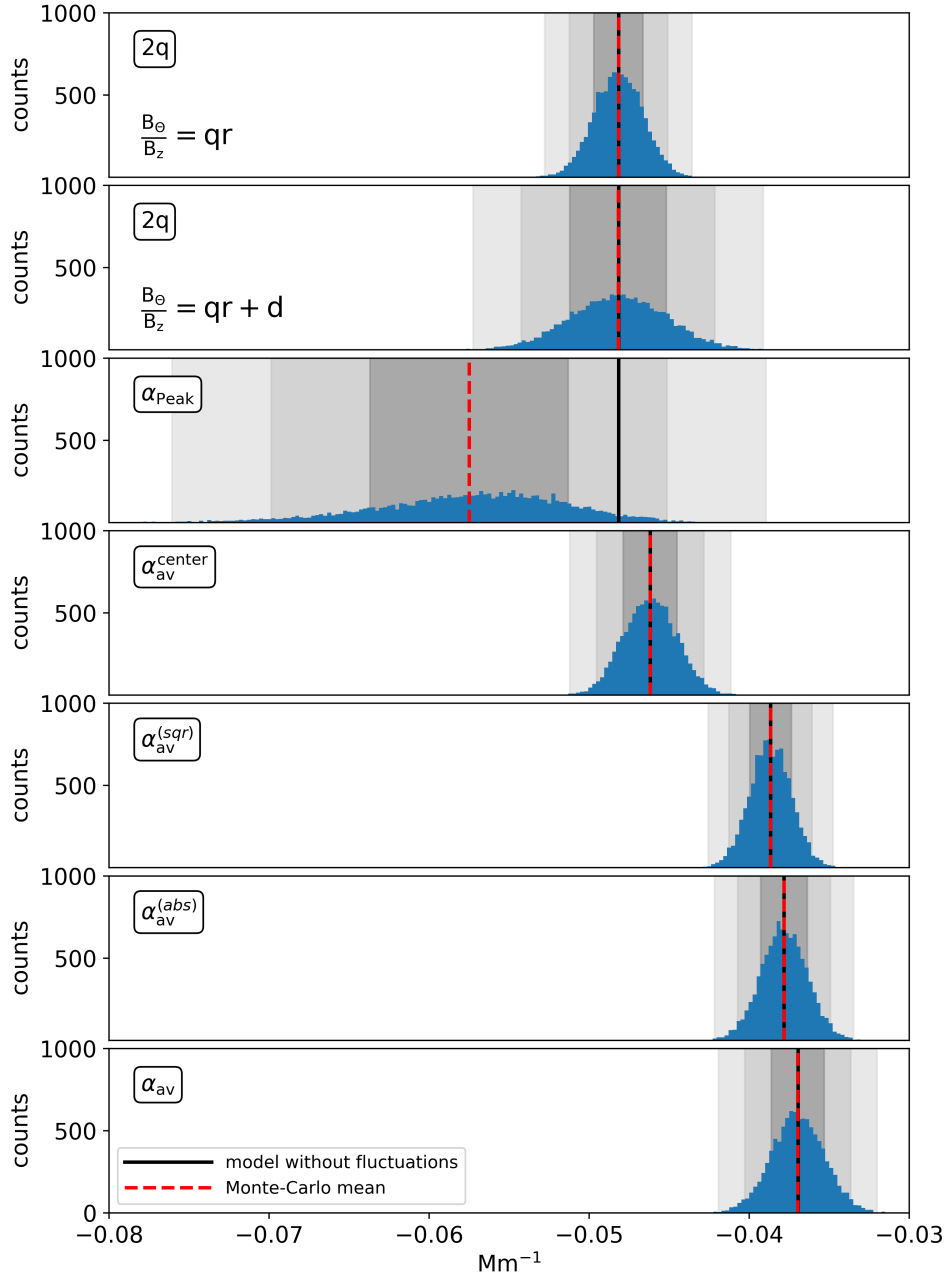 1000
2q
500
counts
B_Θ/B_z = qr
1000
2q
500
counts
B_Θ/B_z = qr + d
1000
α_Peak
500
counts
1000
α_av^center
500
counts
1000
α_av^(sqr)
500
counts
1000
α_av^(abs)
500
counts
1000
α_av
500
counts
model without fluctuations
Monte-Carlo mean
0
−0.08 −0.07 −0.06 −0.05 −0.04 −0.03
Mm⁻¹